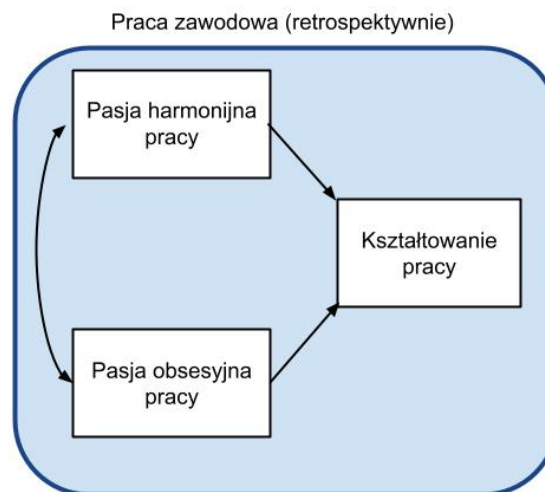 Praca zawodowa (retrospektywnie)
Pasja harmonijna
pracy
Kształtowanie
pracy
Pasja obsesyjna
pracy